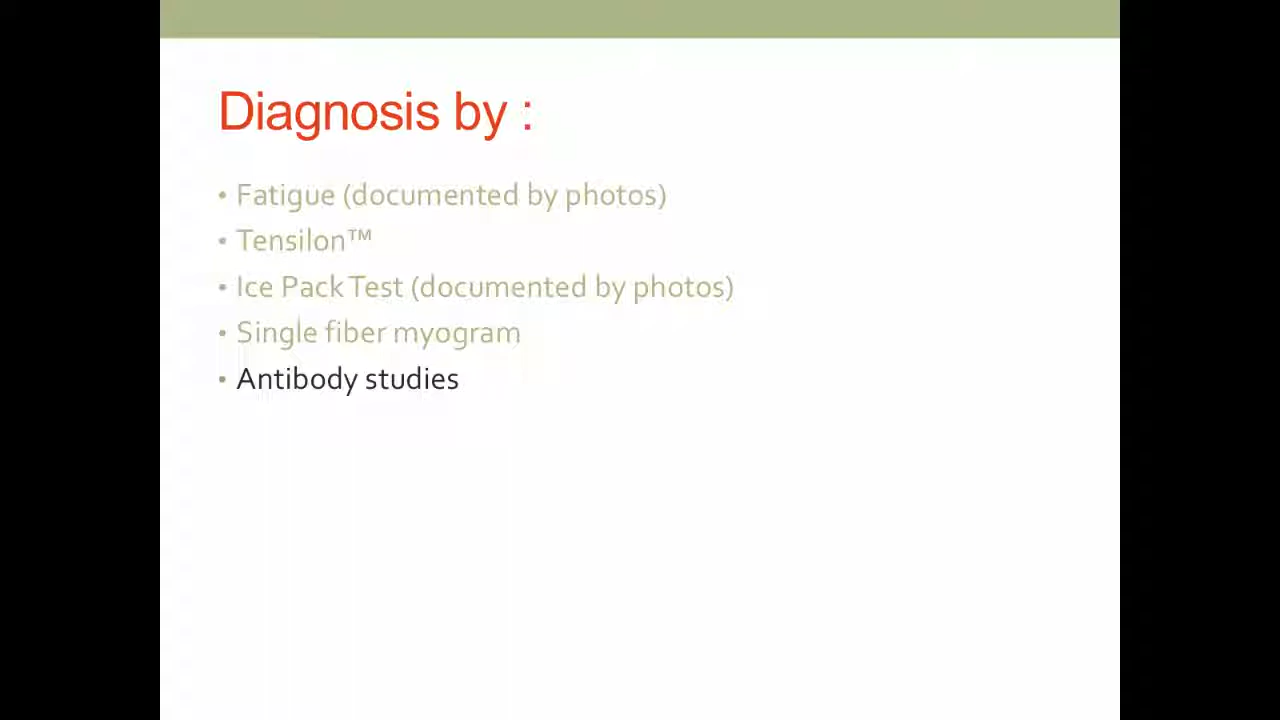 Diagnosis by :
• Fatigue (documented by photos)
• Tensilon™
• Ice Pack Test (documented by photos)
• Single fiber myogram
• Antibody studies